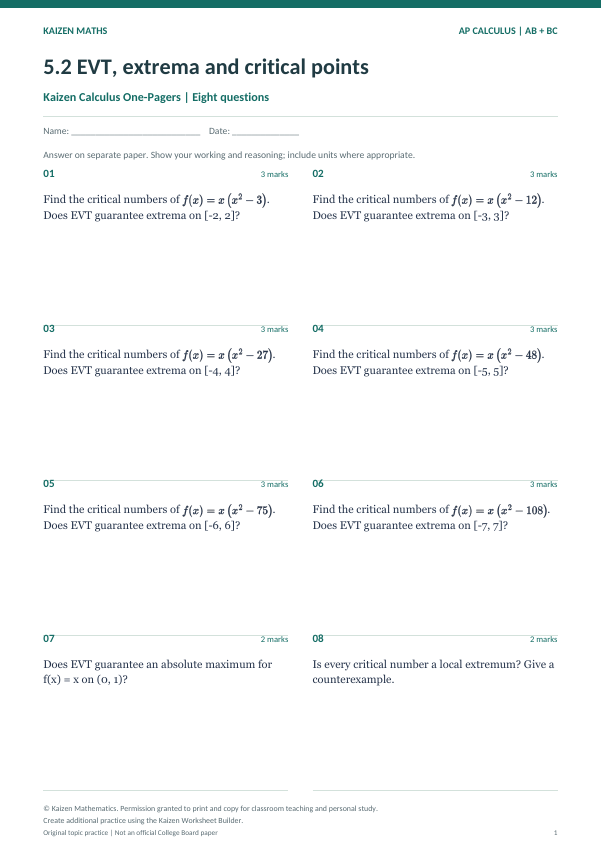 KAIZEN MATHS
AP CALCULUS | AB + BC
5.2 EVT, extrema and critical points
Kaizen Calculus One-Pagers | Eight questions
Name: ___________________________ Date: ______________
Answer on separate paper. Show your working and reasoning; include units where appropriate.
01 3 marks
Find the critical numbers of f(x) = x (x² − 3).
Does EVT guarantee extrema on [-2, 2]?
02 3 marks
Find the critical numbers of f(x) = x (x² − 12).
Does EVT guarantee extrema on [-3, 3]?
03 3 marks
Find the critical numbers of f(x) = x (x² − 27).
Does EVT guarantee extrema on [-4, 4]?
04 3 marks
Find the critical numbers of f(x) = x (x² − 48).
Does EVT guarantee extrema on [-5, 5]?
05 3 marks
Find the critical numbers of f(x) = x (x² − 75).
Does EVT guarantee extrema on [-6, 6]?
06 3 marks
Find the critical numbers of f(x) = x (x² − 108).
Does EVT guarantee extrema on [-7, 7]?
07 2 marks
Does EVT guarantee an absolute maximum for
f(x) = x on (0, 1)?
08 2 marks
Is every critical number a local extremum? Give a
counterexample.
© Kaizen Mathematics. Permission granted to print and copy for classroom teaching and personal study.
Create additional practice using the Kaizen Worksheet Builder.
Original topic practice | Not an official College Board paper
1